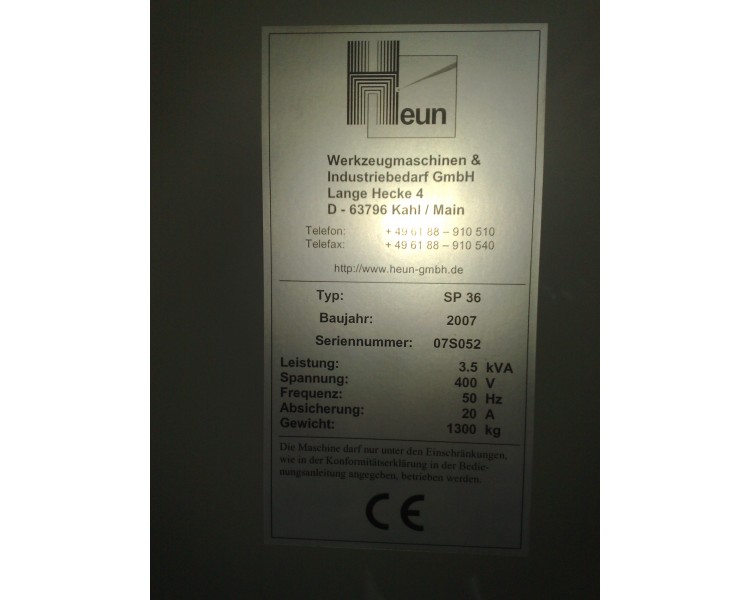 Heun
Werkzeugmaschinen &
Industriebedarf GmbH
Lange Hecke 4
D - 63796 Kahl / Main
Telefon: + 49 61 88 – 910 510
Telefax: + 49 61 88 – 910 540
http://www.heun-gmbh.de
Typ: SP 36
Baujahr: 2007
Seriennummer: 07S052
Leistung: 3.5 kVA
Spannung: 400 V
Frequenz: 50 Hz
Absicherung: 20 A
Gewicht: 1300 kg
Die Maschine darf nur unter den Einschränkungen,
wie in der Konformitätserklärung in der Bedie-
nungsanleitung angegeben, betrieben werden.
CE